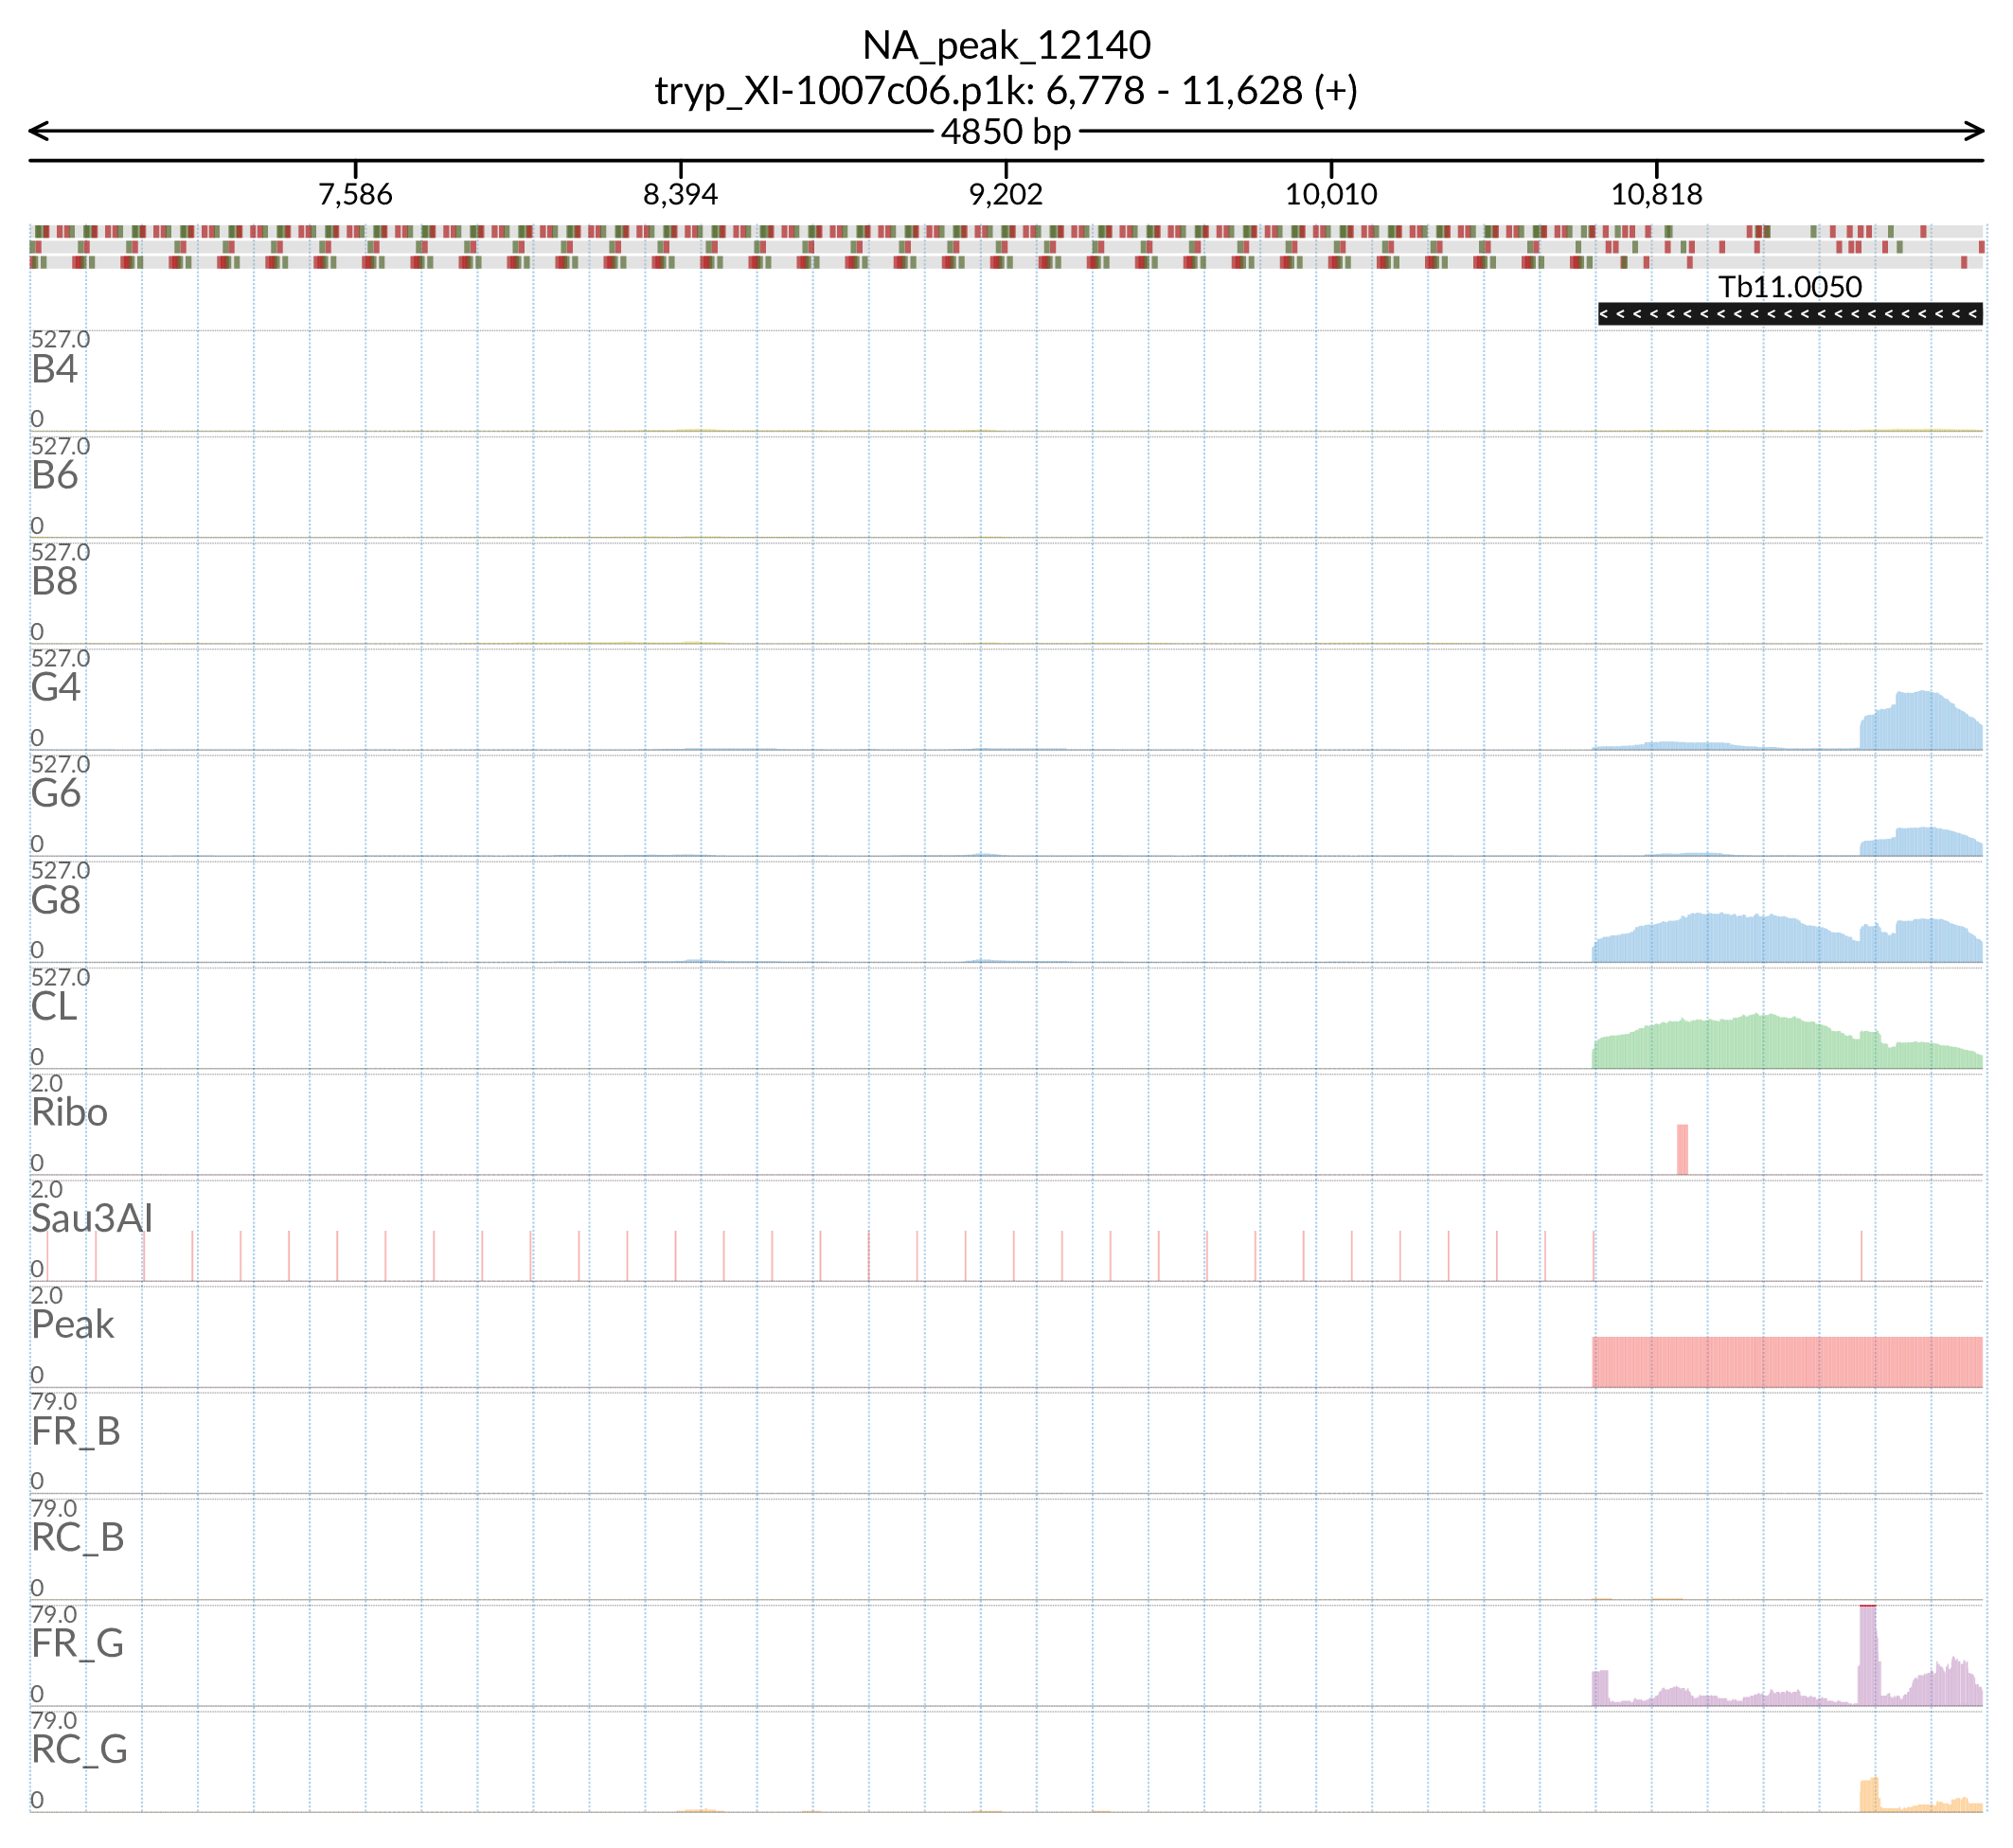 NA_peak_12140
tryp_XI-1007c06.p1k: 6,778 - 11,628 (+)
4850 bp
7,586 8,394 9,202 10,010 10,818
Tb11.0050
527.0
B4
0
527.0
B6
0
527.0
B8
0
527.0
G4
0
527.0
G6
0
527.0
G8
0
527.0
CL
0
2.0
Ribo
0
2.0
Sau3AI
0
2.0
Peak
0
79.0
FR_B
0
79.0
RC_B
0
79.0
FR_G
0
79.0
RC_G
0